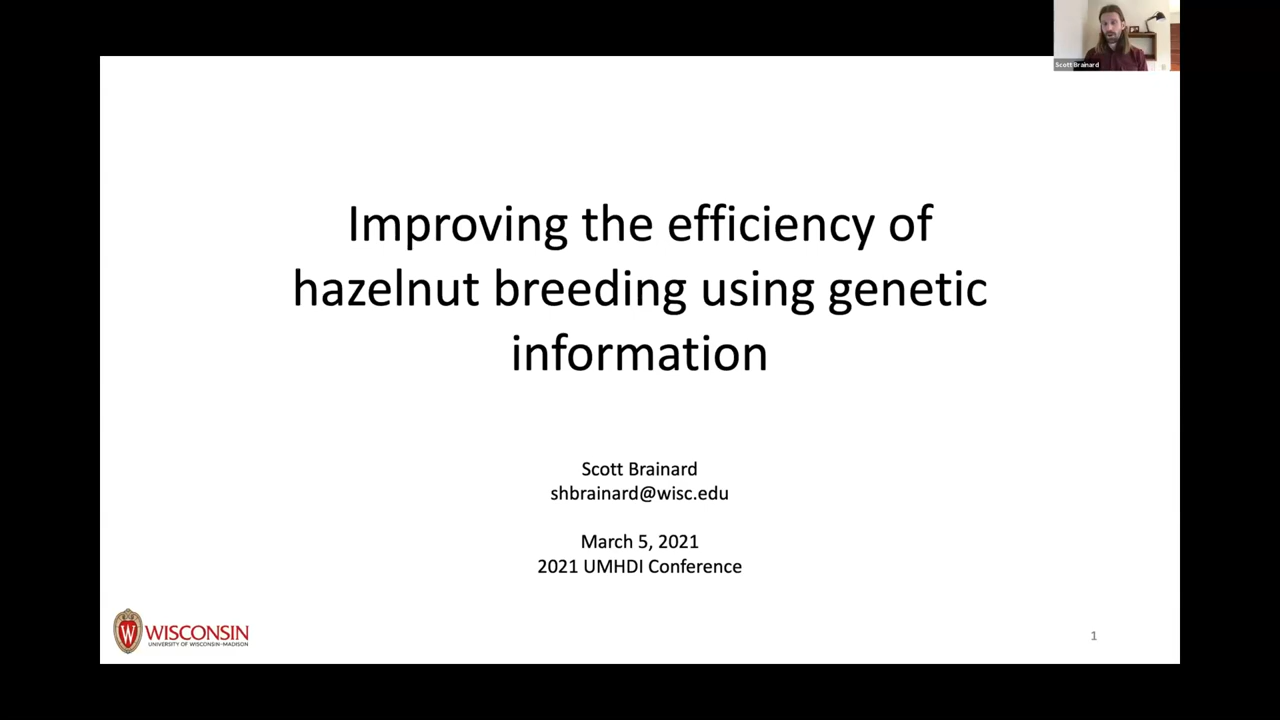 Scott Brainard
Improving the efficiency of
hazelnut breeding using genetic
information
Scott Brainard
shbrainard@wisc.edu
March 5, 2021
2021 UMHDI Conference
W
WISCONSIN
UNIVERSITY OF WISCONSIN–MADISON
1